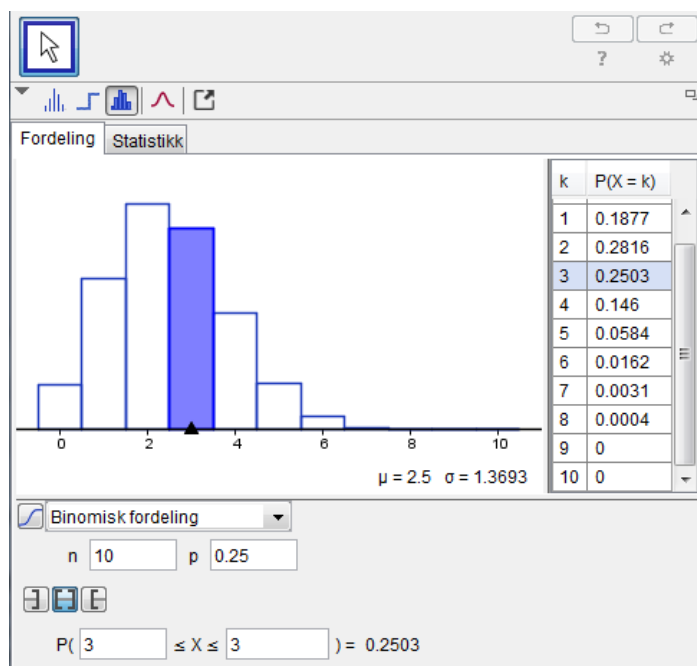 ?
Fordeling Statistikk
k P(X = k)
1 0.1877
2 0.2816
3 0.2503
4 0.146
5 0.0584
6 0.0162
7 0.0031
8 0.0004
9 0
10 0
0 2 4 6 8 10
μ = 2.5 σ = 1.3693
Binomisk fordeling
n 10 p 0.25
P( 3 ≤ X ≤ 3 ) = 0.2503